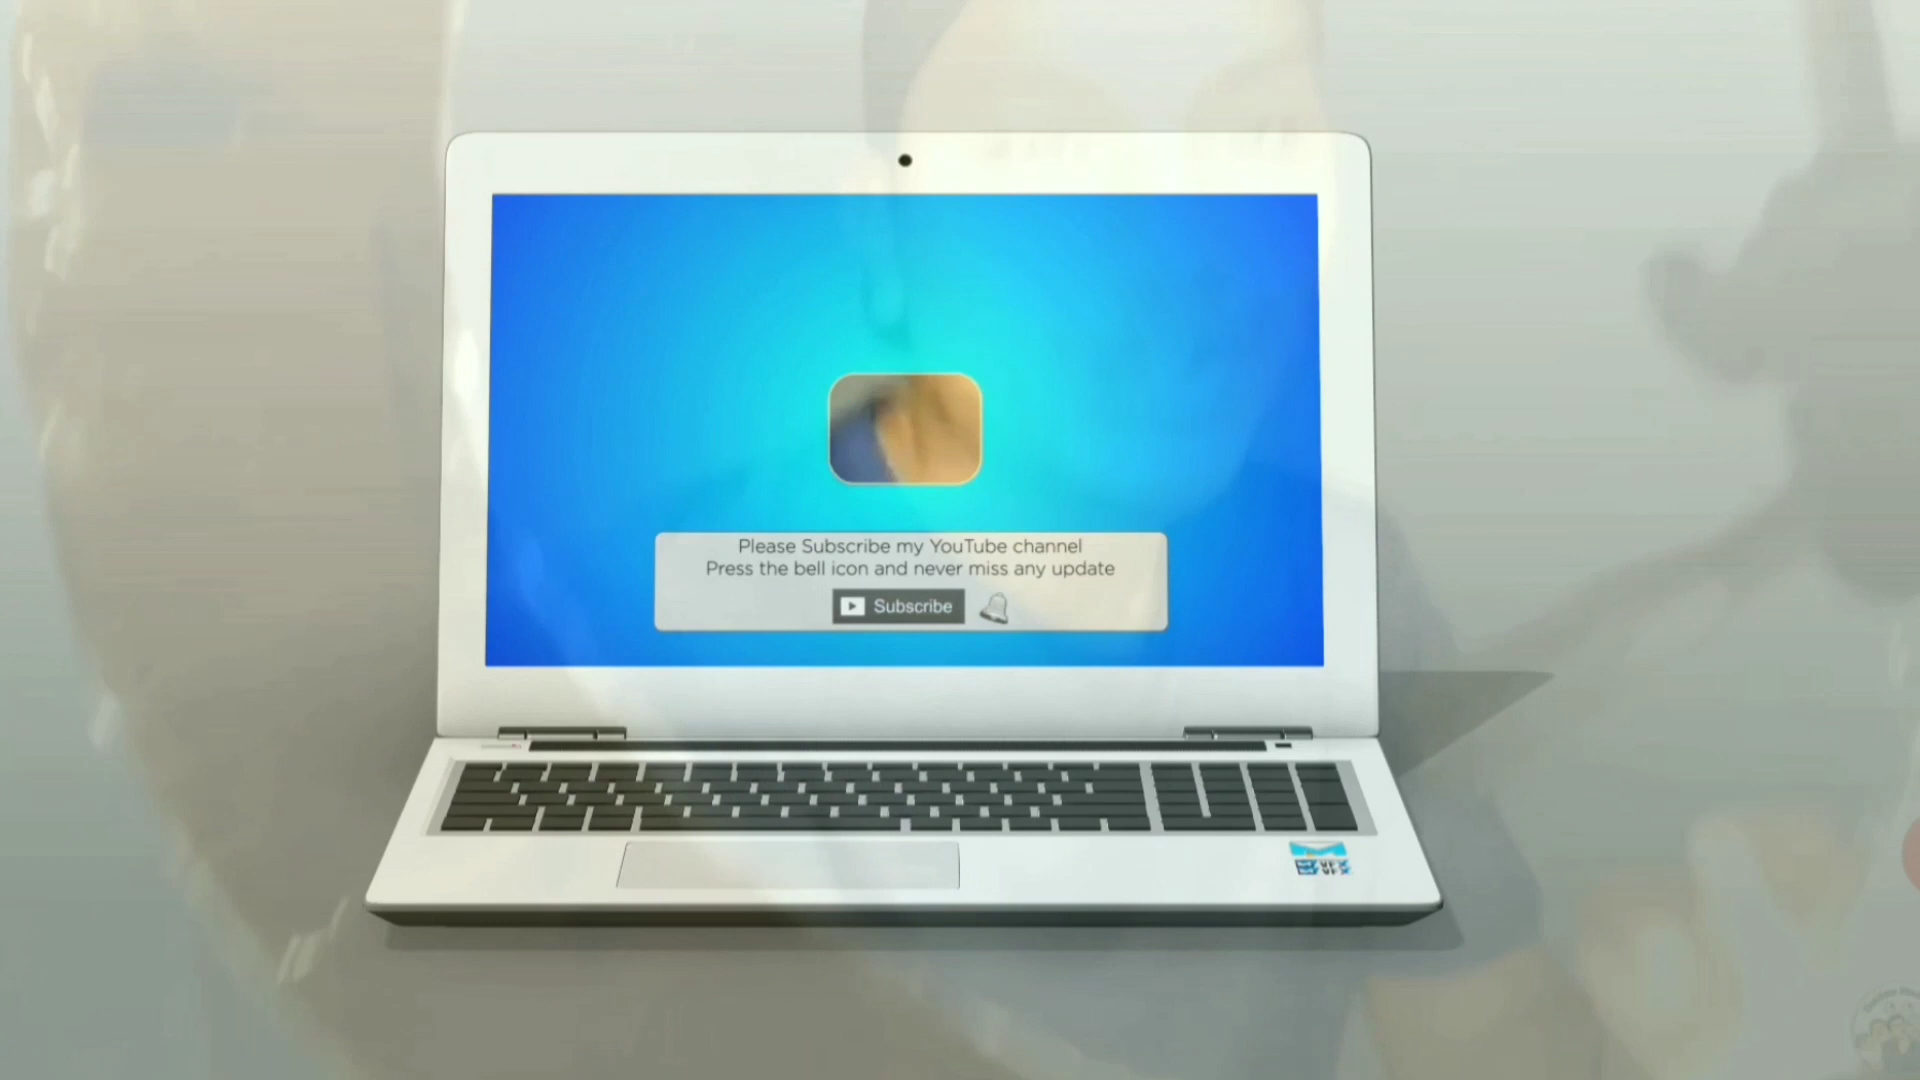 Please Subscribe my YouTube channel
Press the bell icon and never miss any update
Subscribe